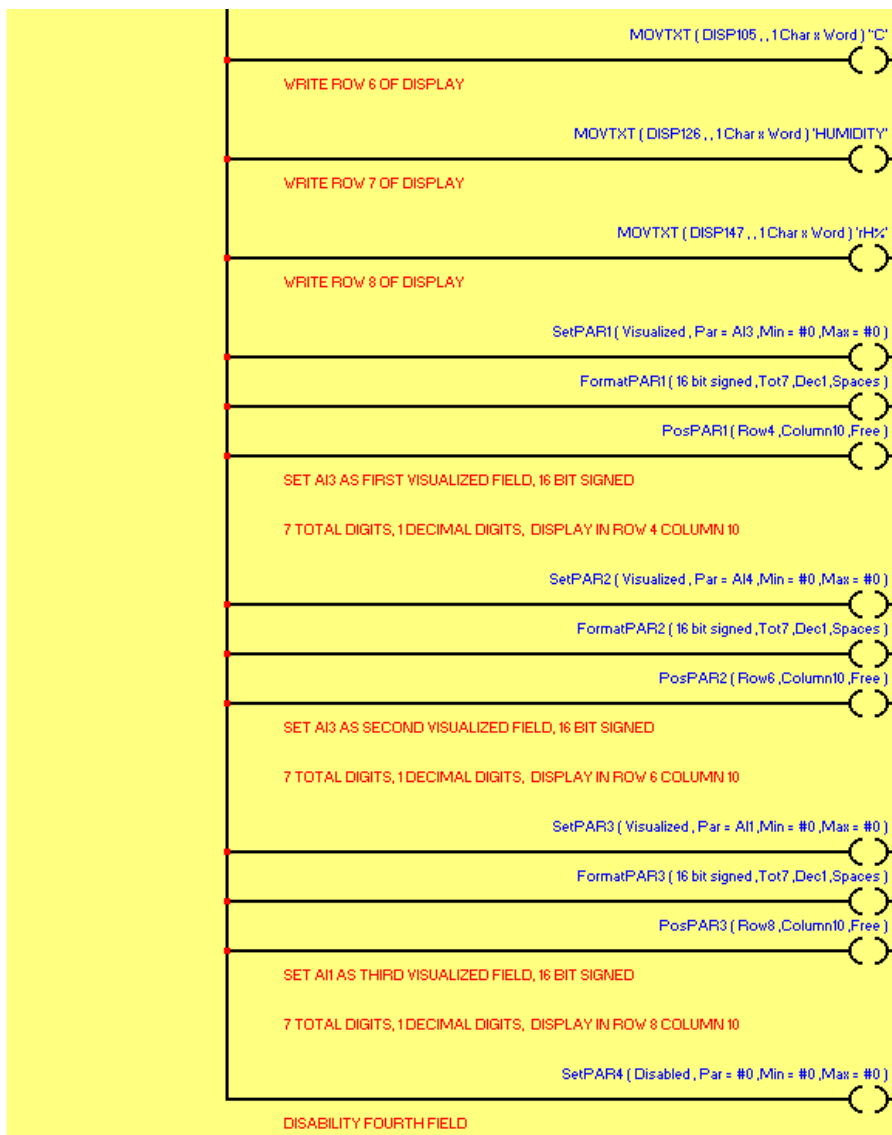 MOVTXT ( DISP105 , , 1 Char x Word ) "C'
WRITE ROW 6 OF DISPLAY
MOVTXT ( DISP126 , , 1 Char x Word ) 'HUMIDITY'
WRITE ROW 7 OF DISPLAY
MOVTXT ( DISP147 , , 1 Char x Word ) 'rH%'
WRITE ROW 8 OF DISPLAY
SetPAR1 ( Visualized , Par = AI3 ,Min = #0 ,Max = #0 )
FormatPAR1 ( 16 bit signed ,Tot7 ,Dec1 ,Spaces )
PosPAR1 ( Row4 ,Column10 ,Free )
SET AI3 AS FIRST VISUALIZED FIELD, 16 BIT SIGNED
7 TOTAL DIGITS, 1 DECIMAL DIGITS, DISPLAY IN ROW 4 COLUMN 10
SetPAR2 ( Visualized , Par = AI4 ,Min = #0 ,Max = #0 )
FormatPAR2 ( 16 bit signed ,Tot7 ,Dec1 ,Spaces )
PosPAR2 ( Row6 ,Column10 ,Free )
SET AI3 AS SECOND VISUALIZED FIELD, 16 BIT SIGNED
7 TOTAL DIGITS, 1 DECIMAL DIGITS, DISPLAY IN ROW 6 COLUMN 10
SetPAR3 ( Visualized , Par = AI1 ,Min = #0 ,Max = #0 )
FormatPAR3 ( 16 bit signed ,Tot7 ,Dec1 ,Spaces )
PosPAR3 ( Row8 ,Column10 ,Free )
SET AI1 AS THIRD VISUALIZED FIELD, 16 BIT SIGNED
7 TOTAL DIGITS, 1 DECIMAL DIGITS, DISPLAY IN ROW 8 COLUMN 10
SetPAR4 ( Disabled , Par = #0 ,Min = #0 ,Max = #0 )
DISABILITY FOURTH FIELD